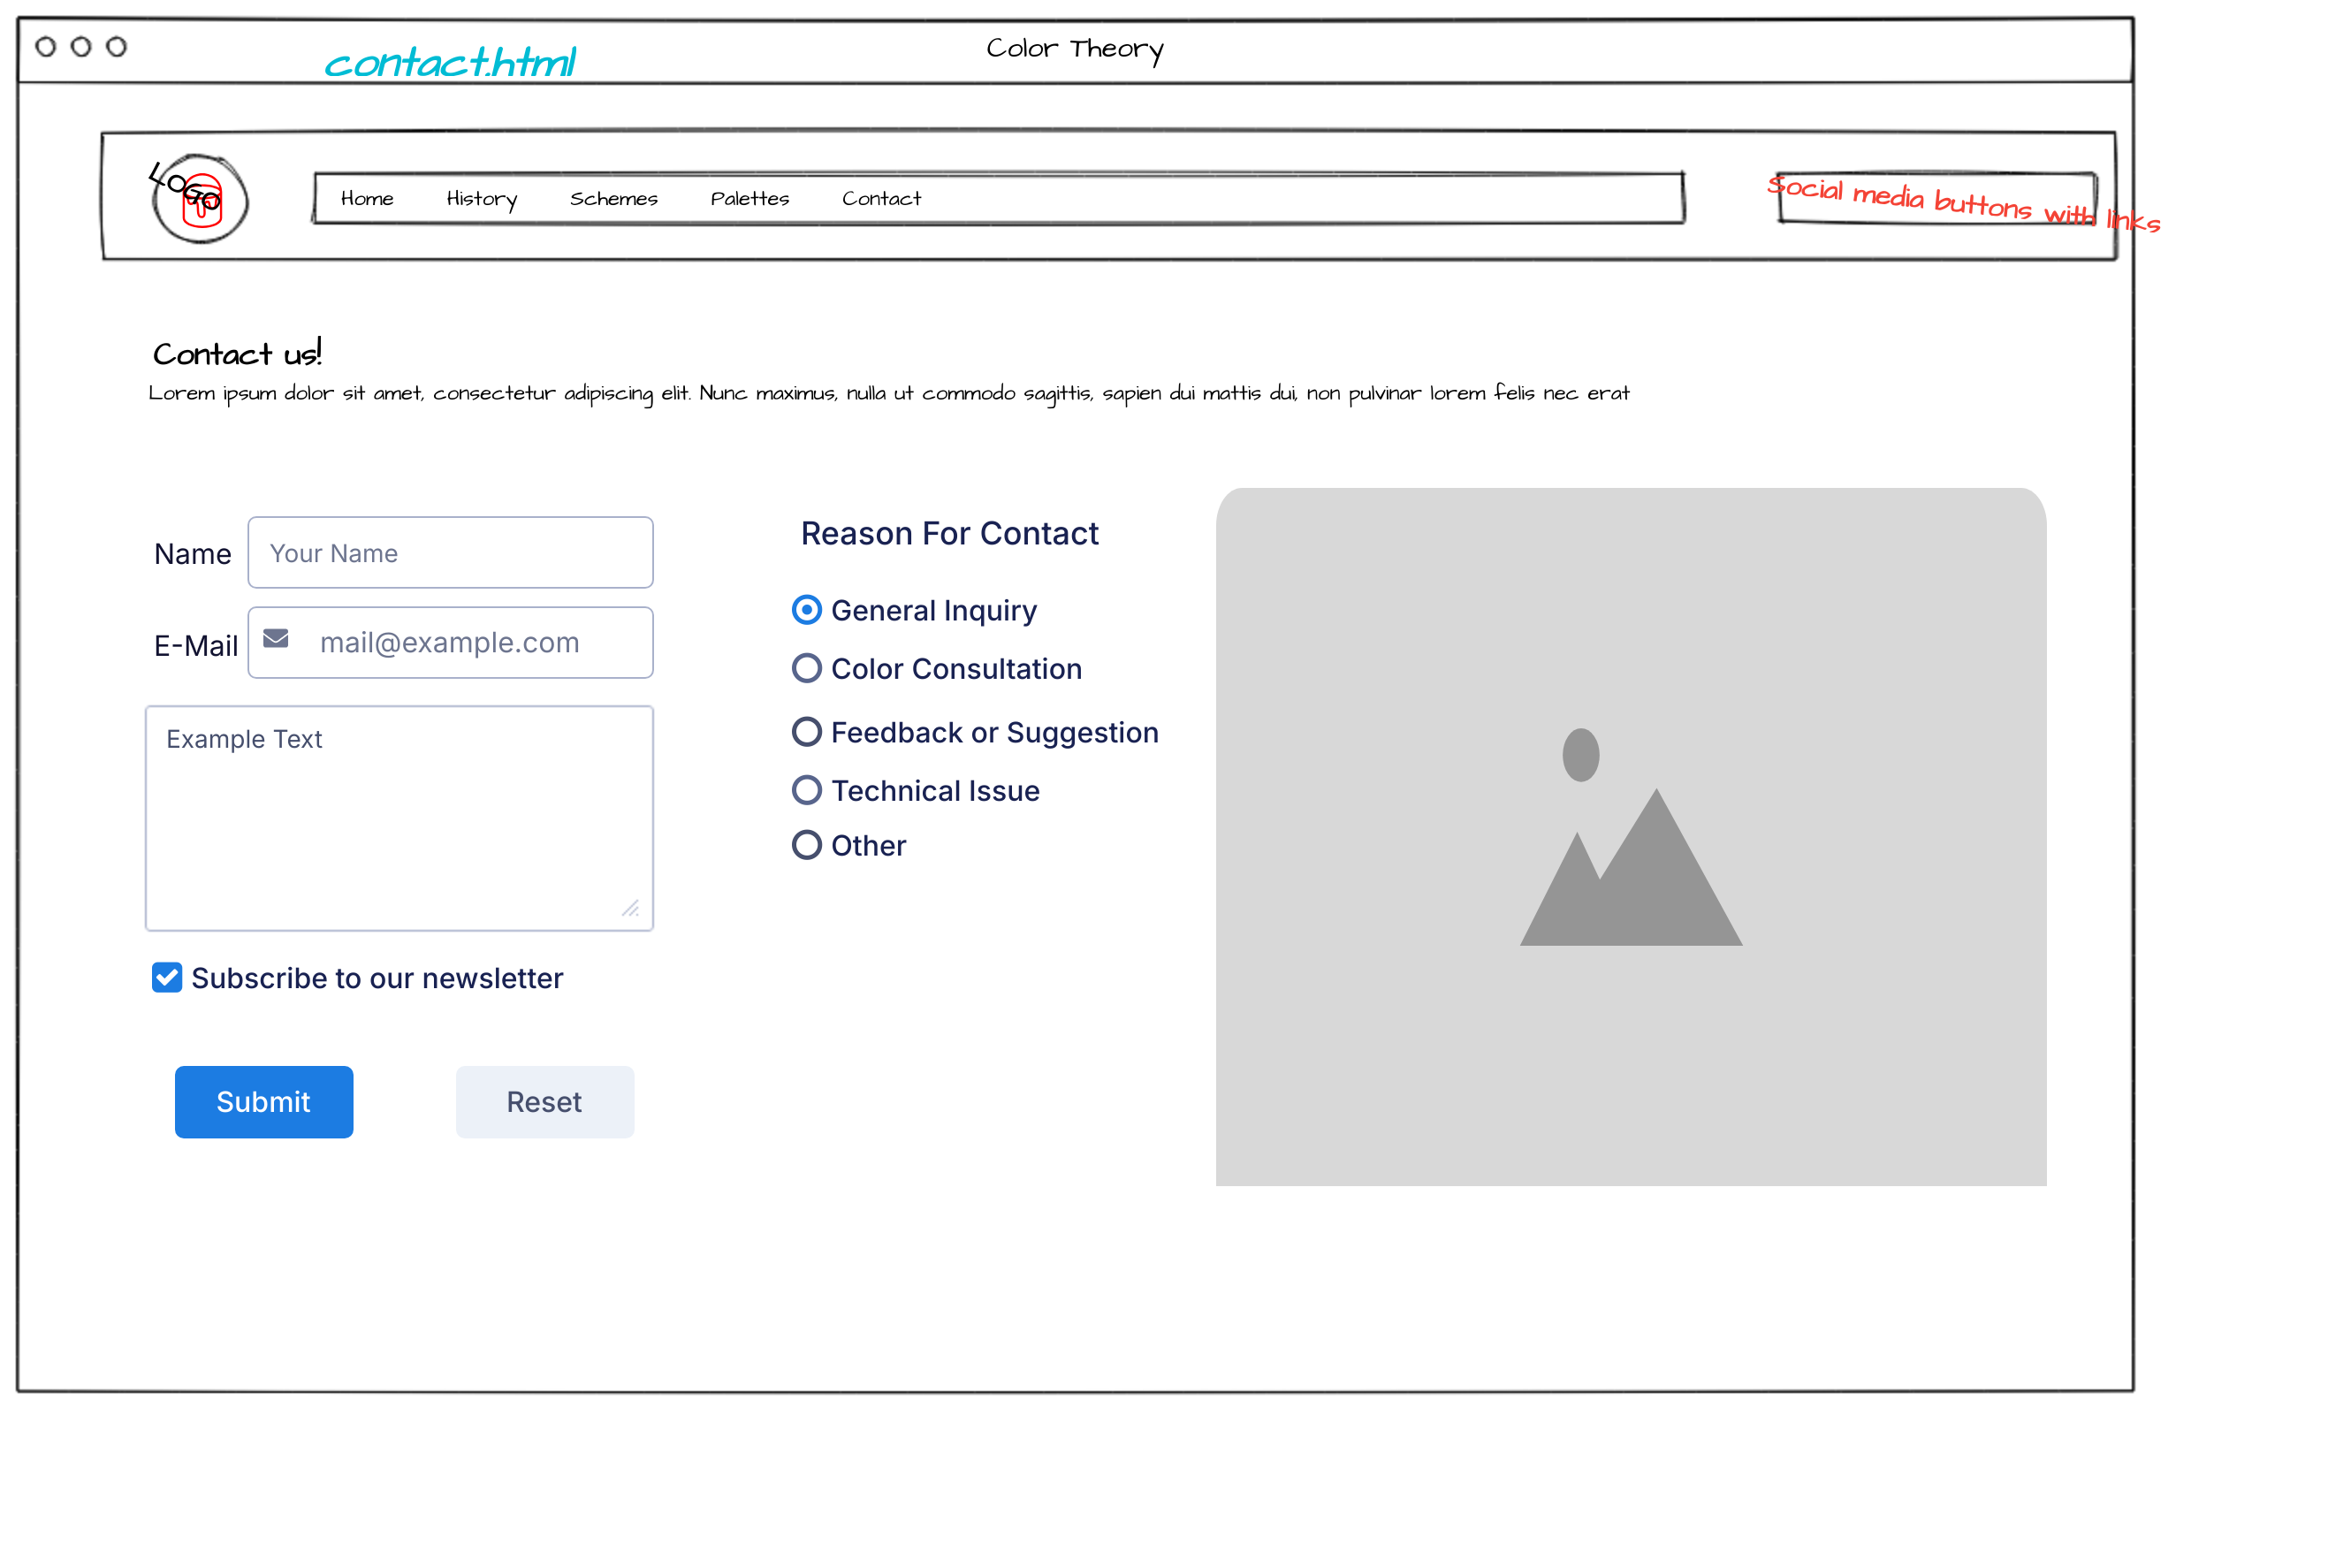 contact.html
Color Theory
LOGO
Home History Schemes Palettes Contact
Social media buttons with links
Contact us!
Lorem ipsum dolor sit amet, consectetur adipiscing elit. Nunc maximus, nulla ut commodo sagittis, sapien dui mattis dui, non pulvinar lorem felis nec erat
Name
Your Name
E-Mail
mail@example.com
Example Text
Subscribe to our newsletter
Submit
Reset
Reason For Contact
General Inquiry
Color Consultation
Feedback or Suggestion
Technical Issue
Other